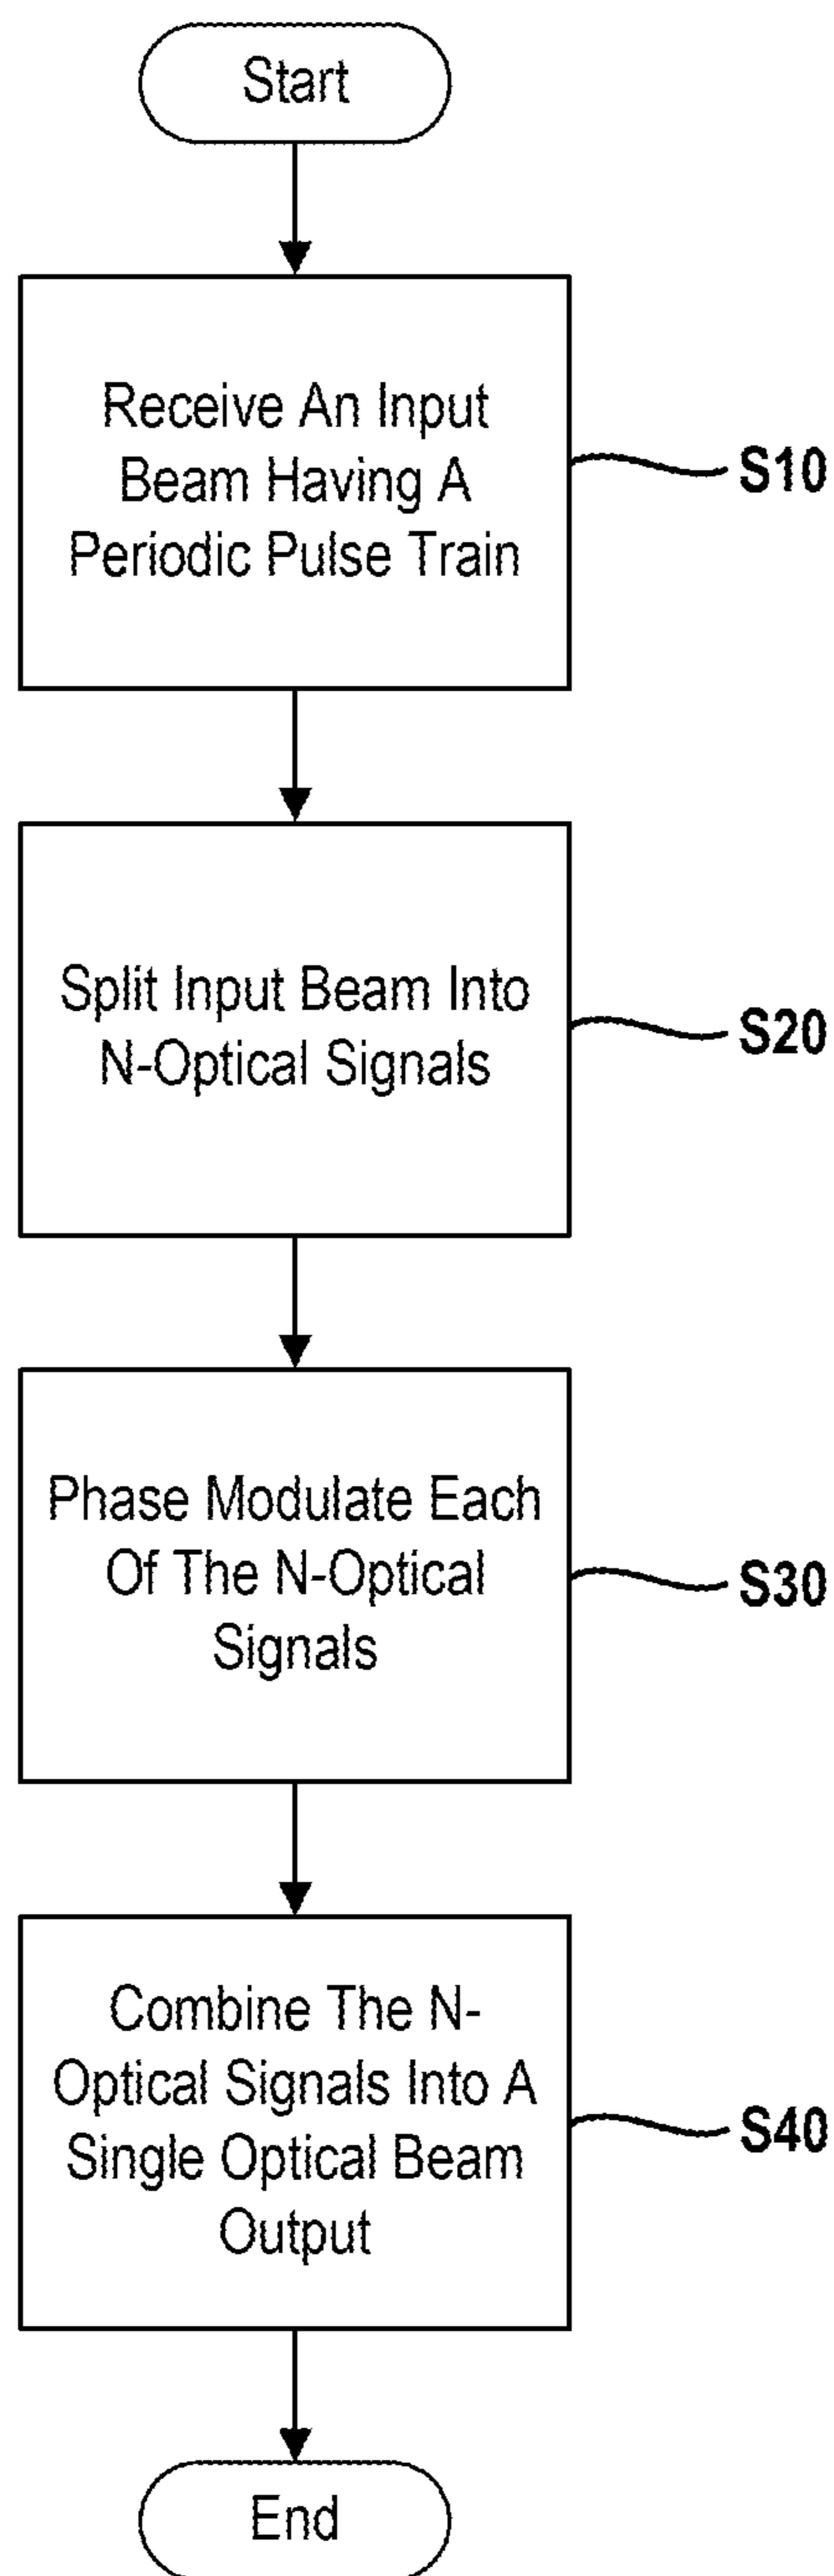 Start
Receive An Input
Beam Having A
Periodic Pulse Train
S10
Split Input Beam Into
N-Optical Signals
S20
Phase Modulate Each
Of The N-Optical
Signals
S30
Combine The N-
Optical Signals Into A
Single Optical Beam
Output
S40
End